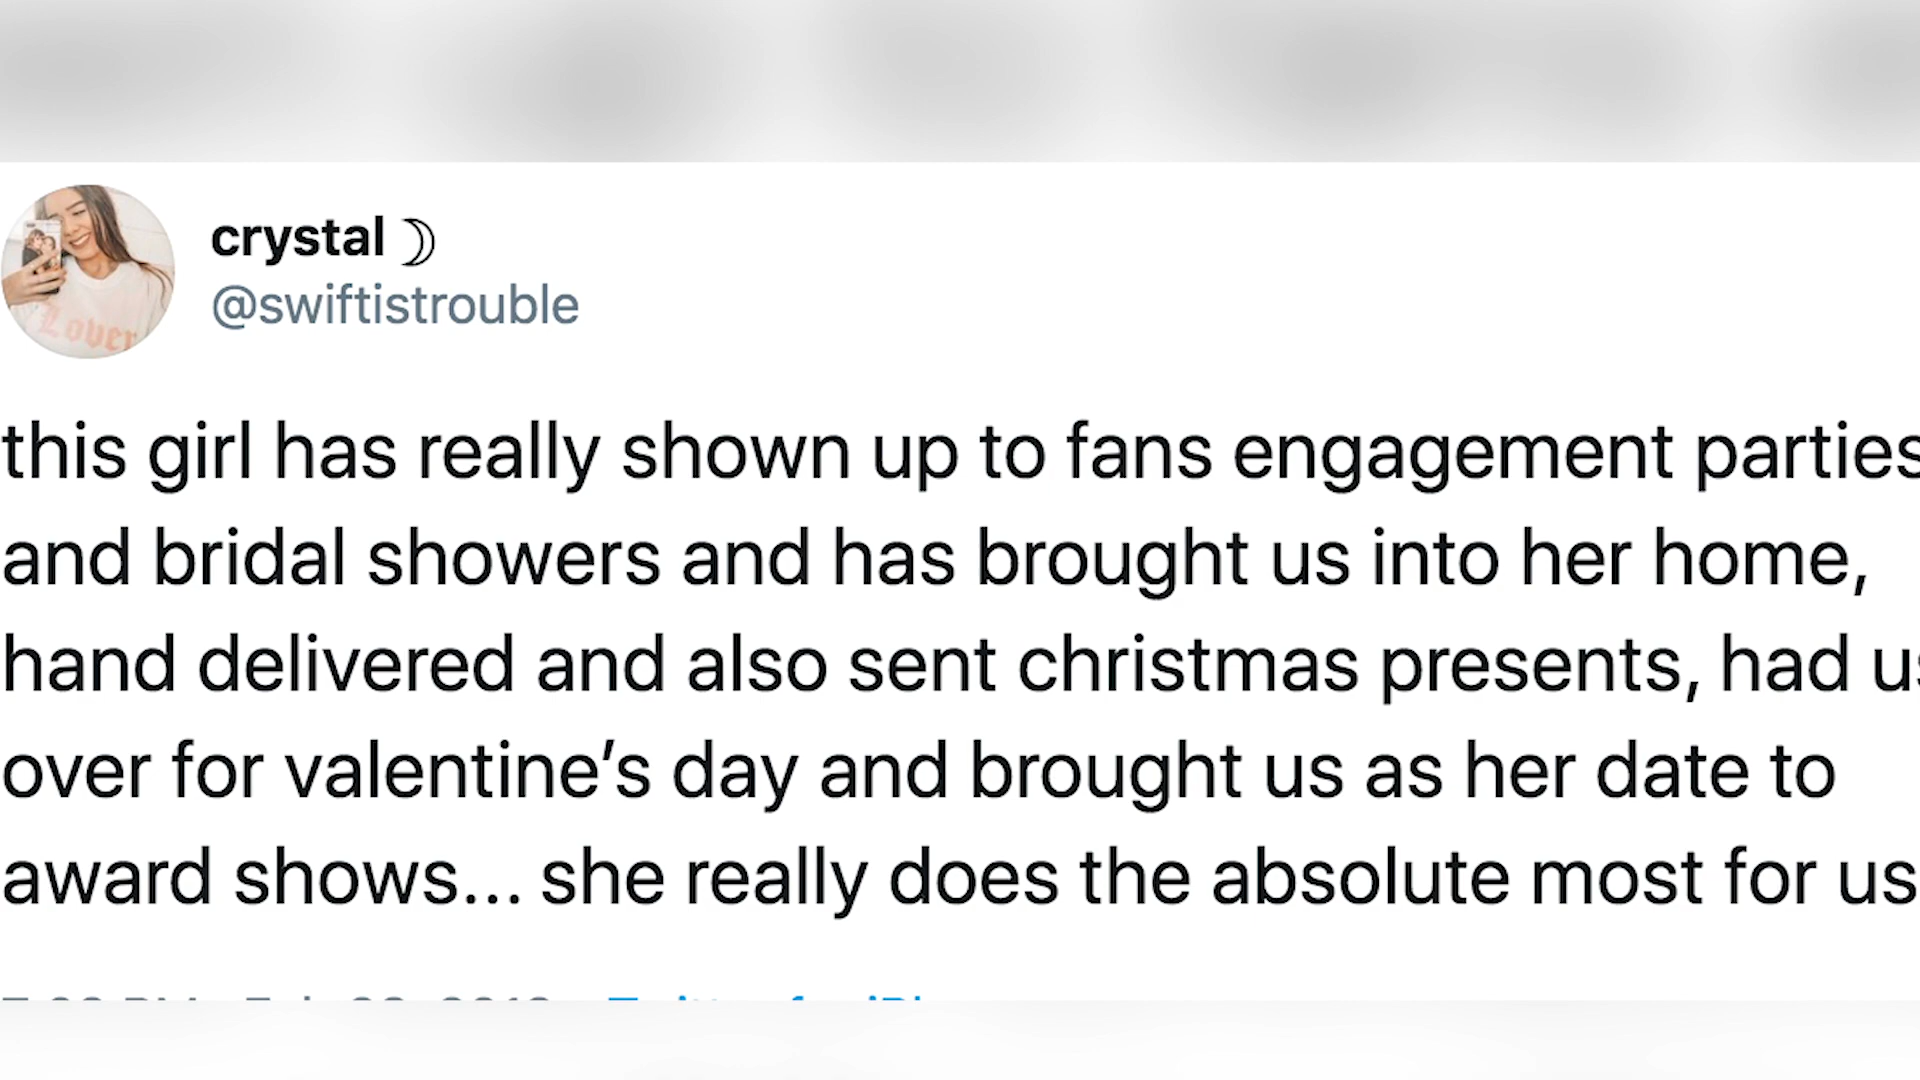 crystal ☽
@swiftistrouble
Lover
this girl has really shown up to fans engagement parties
and bridal showers and has brought us into her home,
hand delivered and also sent christmas presents, had us
over for valentine’s day and brought us as her date to
award shows... she really does the absolute most for us